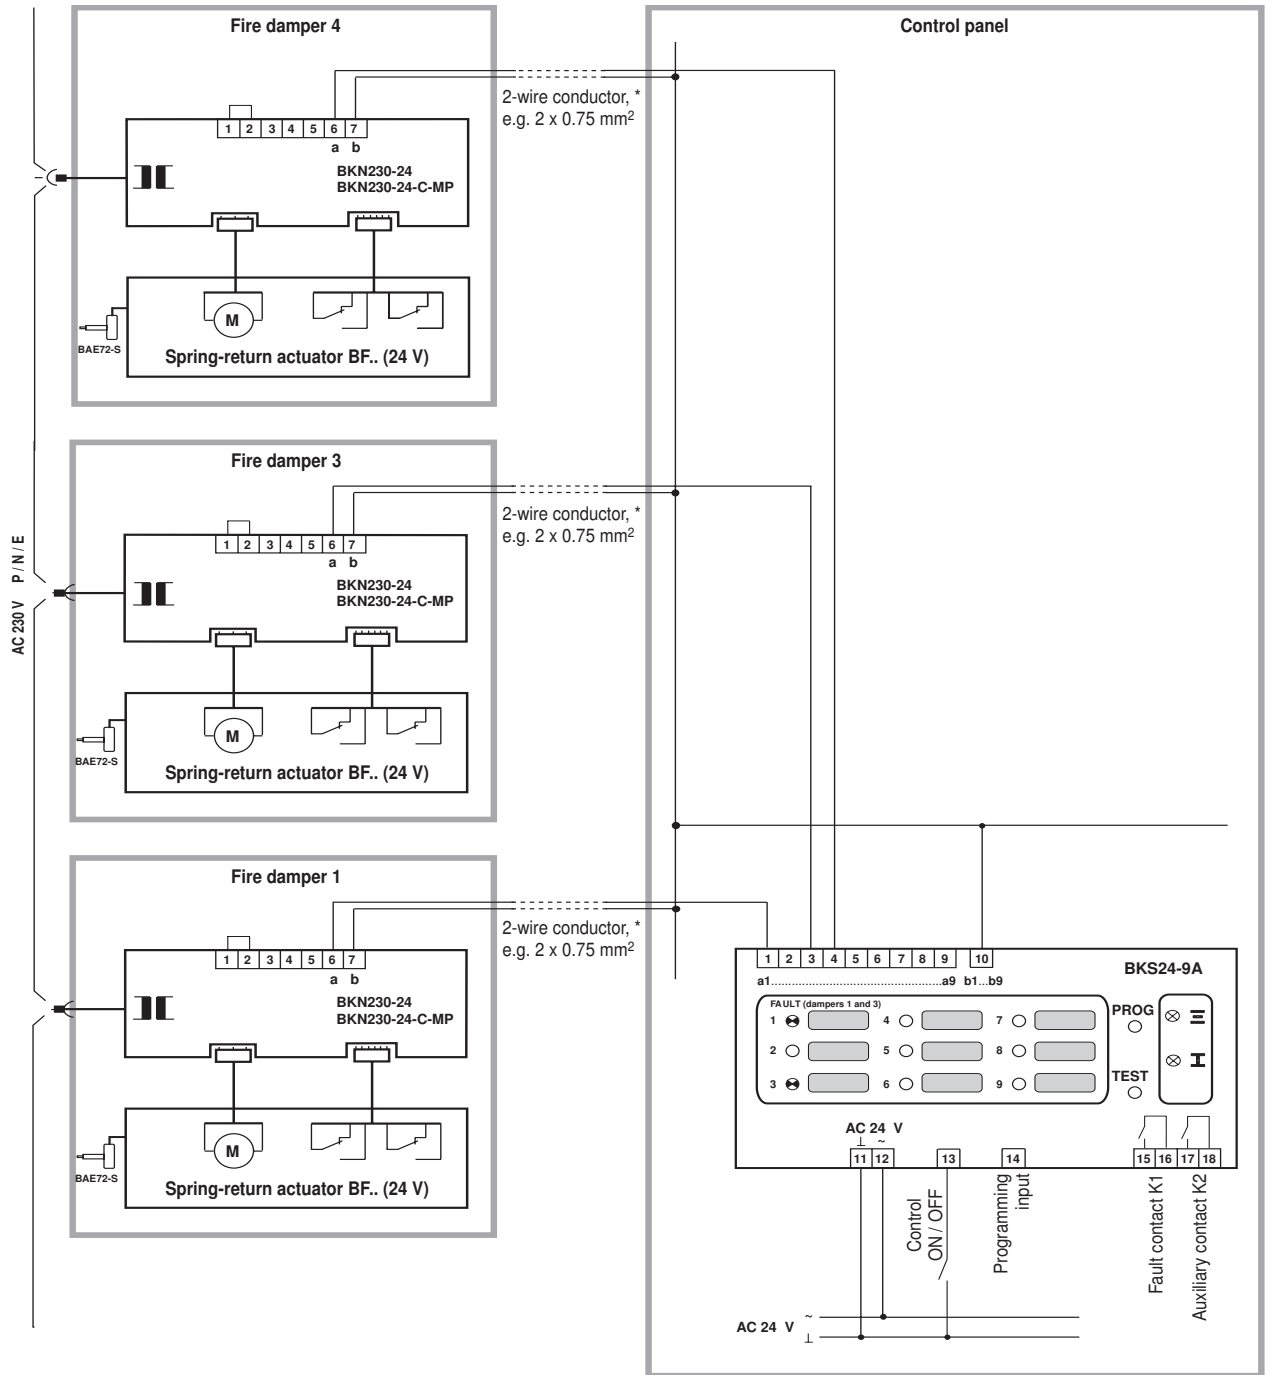 Fire damper 4
1 2 3 4 5 6 7
a b
BKN230-24
BKN230-24-C-MP
2-wire conductor, *
e.g. 2 x 0.75 mm²
M
BAE72-S
Spring-return actuator BF.. (24 V)
Fire damper 3
1 2 3 4 5 6 7
a b
BKN230-24
BKN230-24-C-MP
2-wire conductor, *
e.g. 2 x 0.75 mm²
M
BAE72-S
Spring-return actuator BF.. (24 V)
AC 230 V P / N / E
Fire damper 1
1 2 3 4 5 6 7
a b
BKN230-24
BKN230-24-C-MP
2-wire conductor, *
e.g. 2 x 0.75 mm²
M
BAE72-S
Spring-return actuator BF.. (24 V)
Control panel
1 2 3 4 5 6 7 8 9 10
a1..........................................a9 b1...b9
BKS24-9A
FAULT (dampers 1 and 3)
1 4 7
2 5 8
3 6 9
PROG
TEST
AC 24 V
⊥ ~
11 12 13 14 15 16 17 18
Control
ON / OFF
Programming
input
Fault contact K1
Auxiliary contact K2
AC 24 V ~
⊥